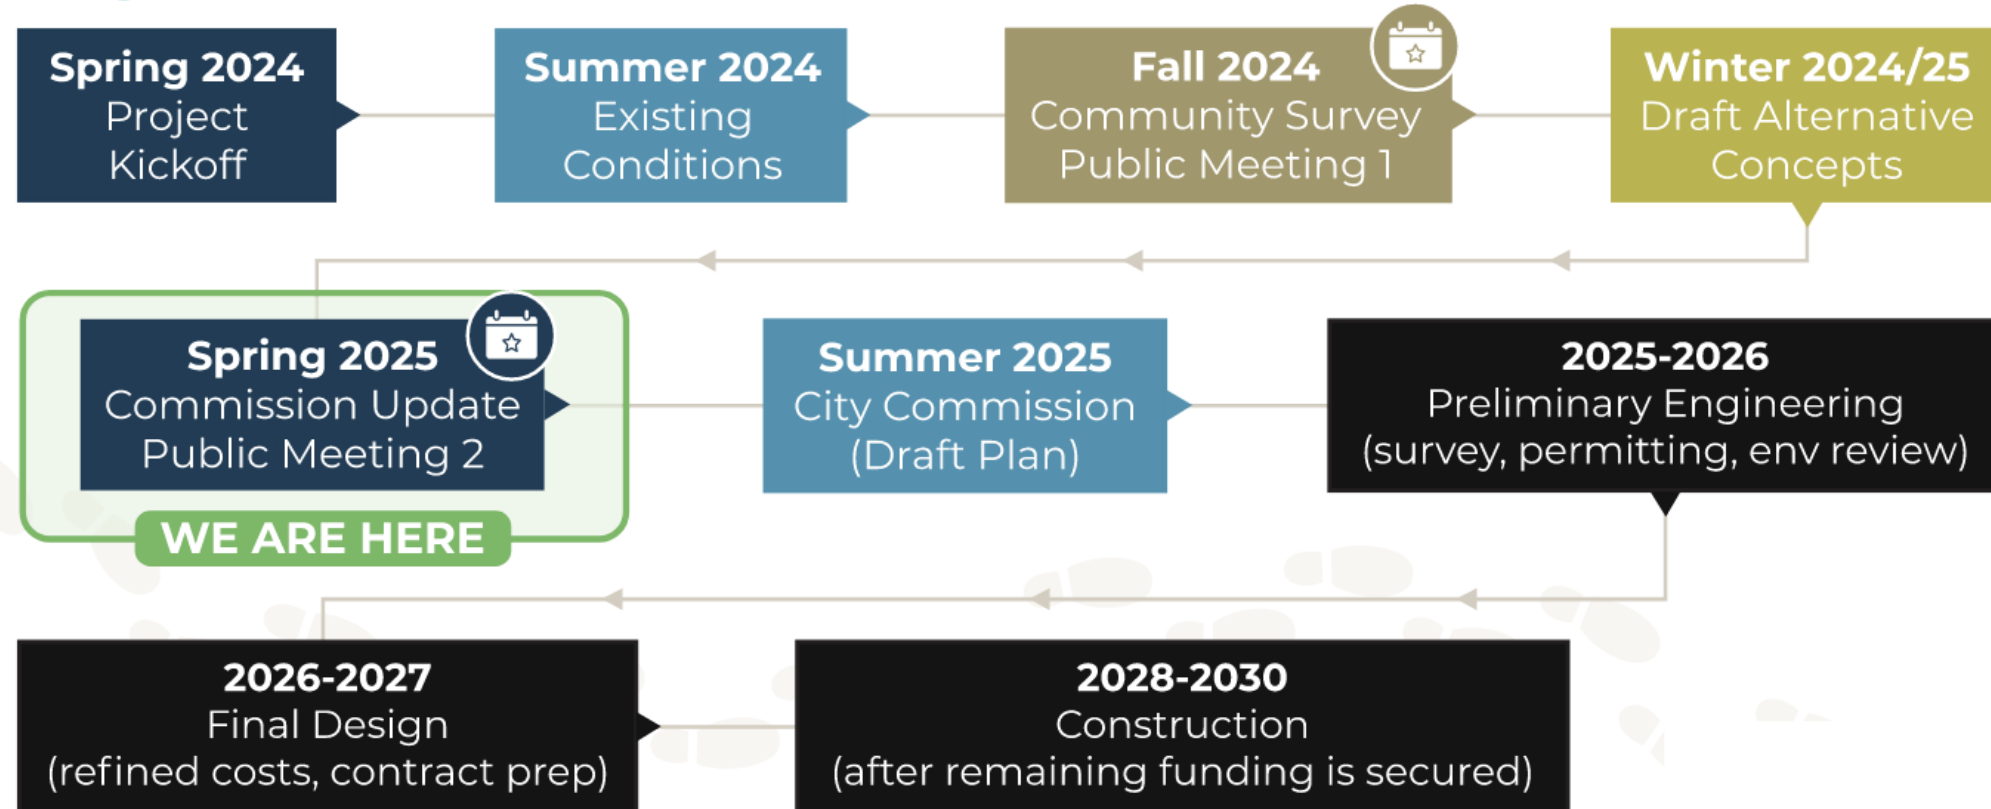 Spring 2024
Project
Kickoff
Summer 2024
Existing
Conditions
Fall 2024
Community Survey
Public Meeting 1
Winter 2024/25
Draft Alternative
Concepts
Spring 2025
Commission Update
Public Meeting 2
WE ARE HERE
Summer 2025
City Commission
(Draft Plan)
2025-2026
Preliminary Engineering
(survey, permitting, env review)
2026-2027
Final Design
(refined costs, contract prep)
2028-2030
Construction
(after remaining funding is secured)